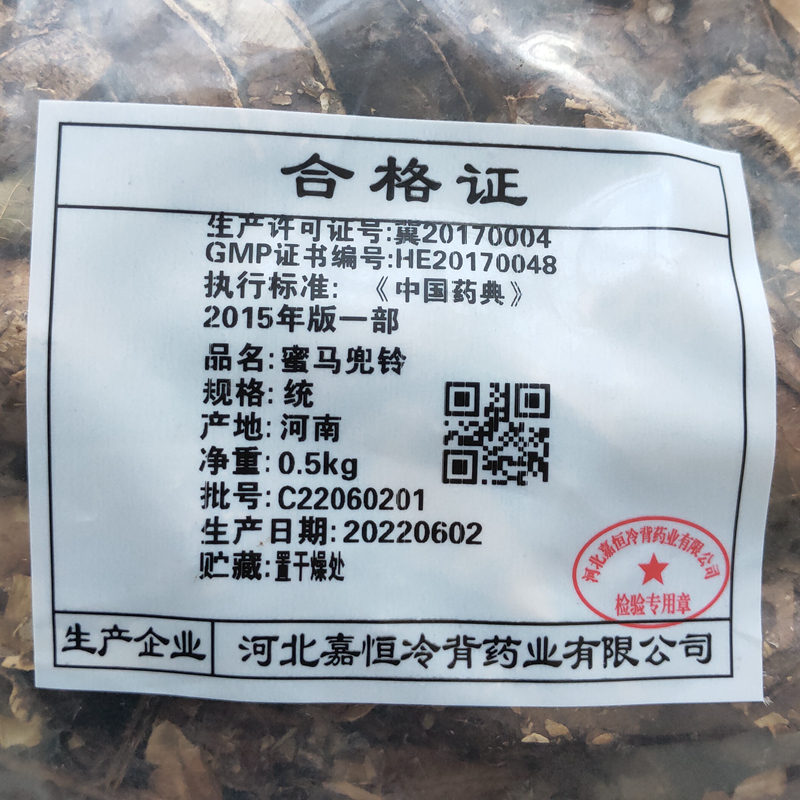 合格证
生产许可证号:冀20170004
GMP证书编号:HE20170048
执行标准:《中国药典》
2015年版一部
品名:蜜马兜铃
规格:统
产地:河南
净重:0.5kg
批号:C22060201
生产日期:20220602
贮藏:置干燥处
河北嘉恒冷背药业有限公司
检验专用章
生产企业 河北嘉恒冷背药业有限公司